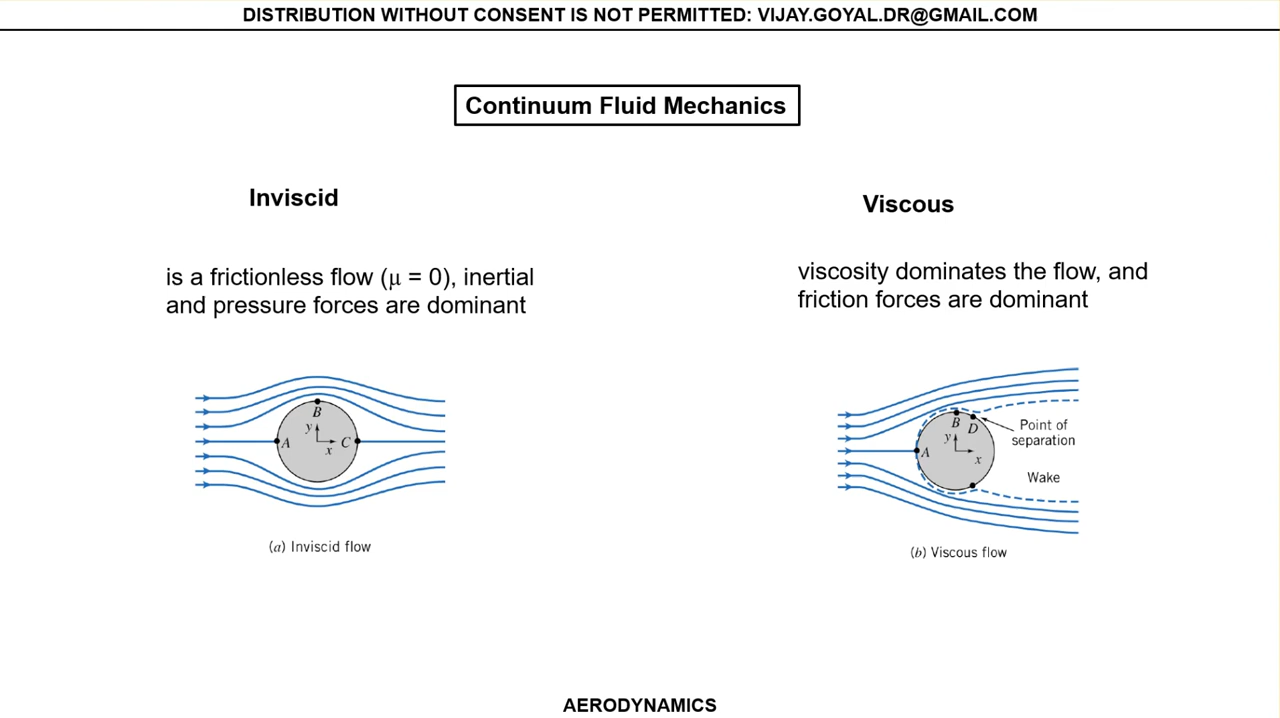 DISTRIBUTION WITHOUT CONSENT IS NOT PERMITTED: VIJAY.GOYAL.DR@GMAIL.COM
Continuum Fluid Mechanics
Inviscid
is a frictionless flow (μ = 0), inertial
and pressure forces are dominant
B
y
A
C
x
(a) Inviscid flow
Viscous
viscosity dominates the flow, and
friction forces are dominant
B
D
y
A
x
Point of
separation
Wake
(b) Viscous flow
AERODYNAMICS